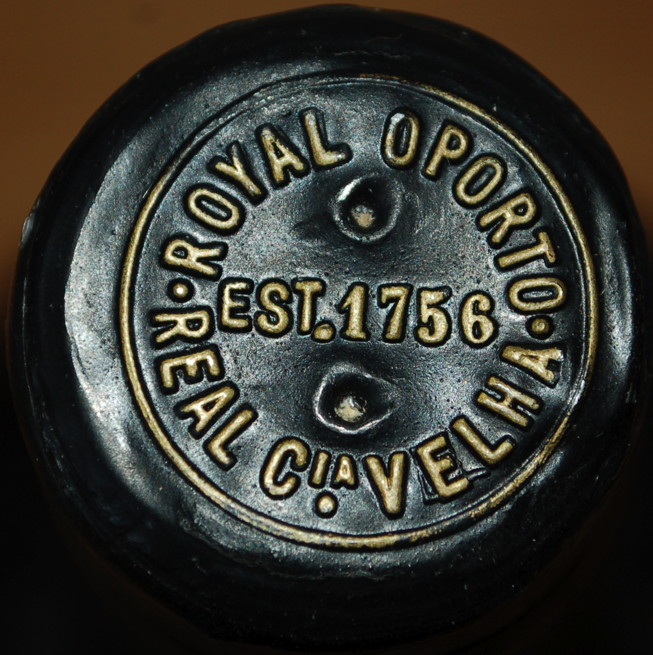 ROYAL OPORTO
EST. 1756
REAL Cᴵᴬ. VELHA